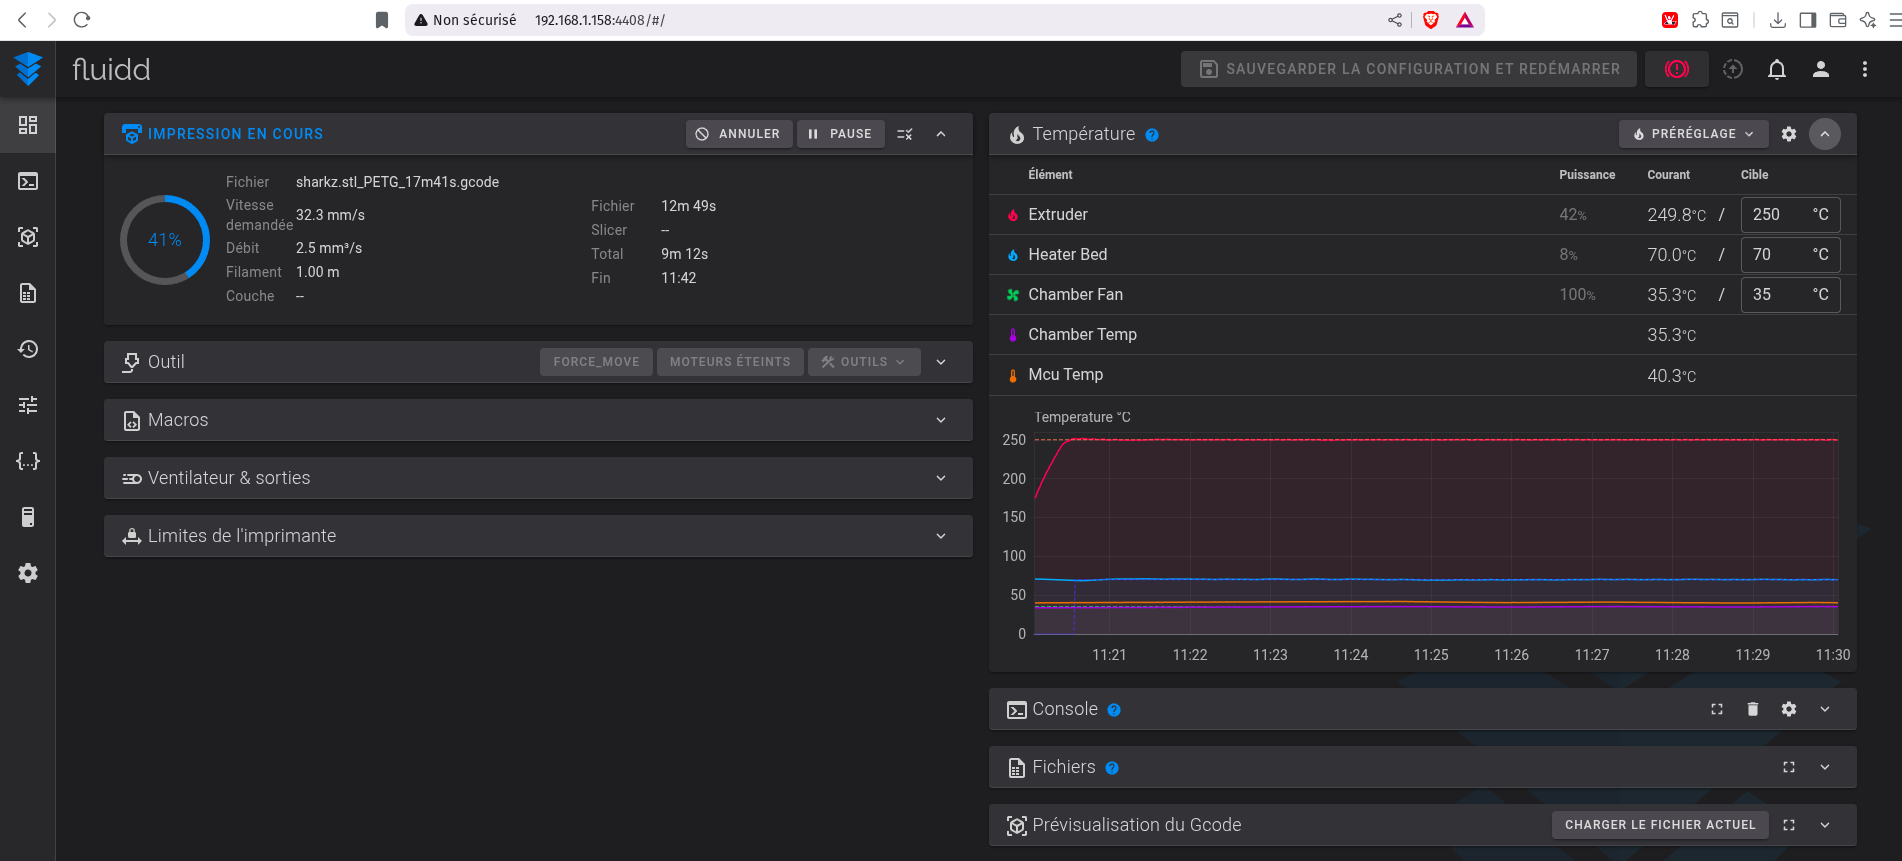 Non sécurisé 192.168.1.158:4408/#/
fluidd
SAUVEGARDER LA CONFIGURATION ET REDÉMARRER
IMPRESSION EN COURS
ANNULER
PAUSE
41%
Fichier sharkz.stl_PETG_17m41s.gcode
Vitesse
demandée 32.3 mm/s
Débit 2.5 mm³/s
Filament 1.00 m
Couche --
Fichier 12m 49s
Slicer --
Total 9m 12s
Fin 11:42
Outil
FORCE_MOVE
MOTEURS ÉTEINTS
OUTILS
Macros
Ventilateur & sorties
Limites de l'imprimante
Température
PRÉRÉGLAGE
Élément Puissance Courant Cible
Extruder 42% 249.8°C / 250 °C
Heater Bed 8% 70.0°C / 70 °C
Chamber Fan 100% 35.3°C / 35 °C
Chamber Temp 35.3°C
Mcu Temp 40.3°C
Temperature °C
250
200
150
100
50
0
11:21 11:22 11:23 11:24 11:25 11:26 11:27 11:28 11:29 11:30
Console
Fichiers
Prévisualisation du Gcode
CHARGER LE FICHIER ACTUEL